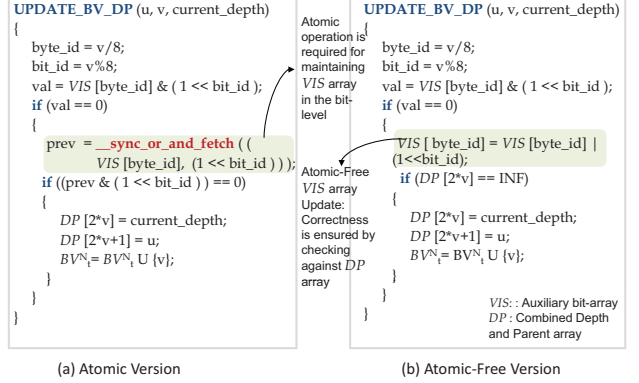 UPDATE_BV_DP (u, v, current_depth)
{
byte_id = v/8;
bit_id = v%8;
val = VIS [byte_id] & ( 1 << bit_id );
if (val == 0)
{
prev = __sync_or_and_fetch ( (
VIS [byte_id], (1 << bit_id ) ) );
if ((prev & ( 1 << bit_id ) ) == 0)
{
DP [2*v] = current_depth;
DP [2*v+1] = u;
BVᴺₜ= BVᴺₜ U {v};
}
}
}
Atomic
operation is
required for
maintaining
VIS array
in the bit-
level
Atomic-Free
VIS array
Update:
Correctness
is ensured by
checking
against DP
array
UPDATE_BV_DP (u, v, current_depth)
{
byte_id = v/8;
bit_id = v%8;
val = VIS [byte_id] & ( 1 << bit_id );
if (val == 0)
{
VIS [ byte_id] = VIS [byte_id] |
(1<<bit_id);
if (DP [2*v] == INF)
{
DP [2*v] = current_depth;
DP [2*v+1] = u;
BVᴺₜ = BVᴺₜ U {v};
}
}
}
VIS: : Auxiliary bit-array
DP : Combined Depth
and Parent array
(a) Atomic Version
(b) Atomic-Free Version